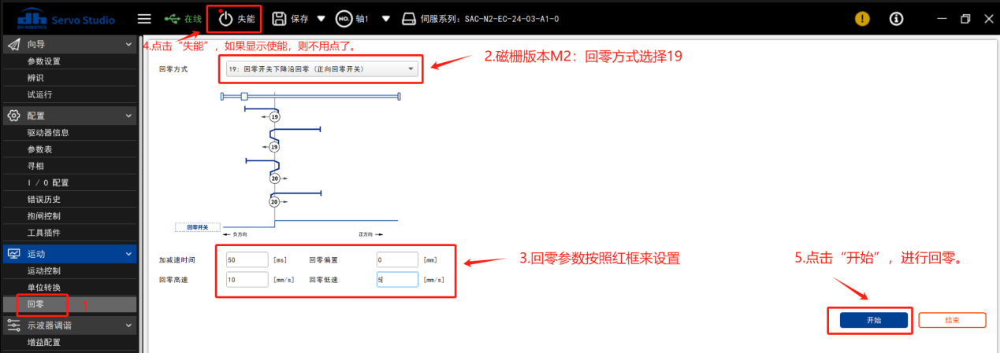 dh
DH-ROBOTICS
Servo Studio
在线
失能
保存
NO.
轴1
伺服系列: SAC-N2-EC-24-03-A1-0
4.点击“失能”，如果显示使能，则不用点了。
向导
参数设置
辨识
试运行
配置
驱动器信息
参数表
寻相
I / O 配置
错误历史
抱闸控制
工具插件
运动
运动控制
单位转换
回零
1
示波器调谐
增益配置
回零方式
19: 回零开关下降沿回零 (正向回零开关)
2.磁栅版本M2：回零方式选择19
19
19
20
20
回零开关
负方向
正方向
加减速时间
50
[ms]
回零偏置
0
[mm]
回零高速
10
[mm/s]
回零低速
5
[mm/s]
3.回零参数按照红框来设置
5.点击“开始”，进行回零。
开始
结束